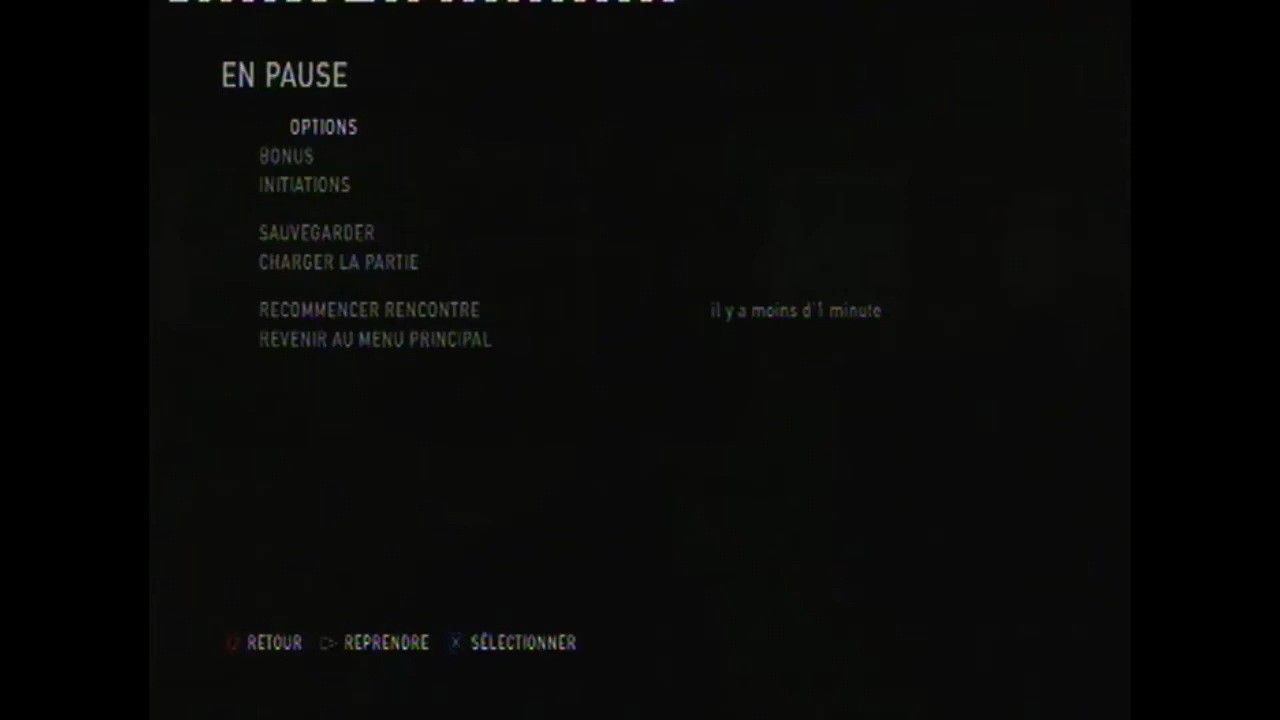 EN PAUSE
OPTIONS
BONUS
INITIATIONS
SAUVEGARDER
CHARGER LA PARTIE
RECOMMENCER RENCONTRE il y a moins d'1 minute
REVENIR AU MENU PRINCIPAL
RETOUR REPRENDRE X SÉLECTIONNER